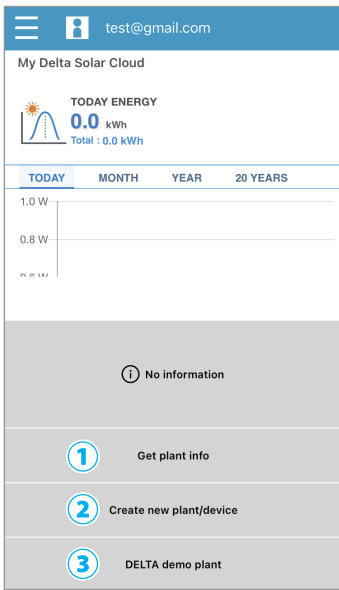 test@gmail.com
My Delta Solar Cloud
TODAY ENERGY
0.0 kWh
Total : 0.0 kWh
TODAY MONTH YEAR 20 YEARS
1.0 W
0.8 W
0.6 W
No information
1 Get plant info
2 Create new plant/device
3 DELTA demo plant